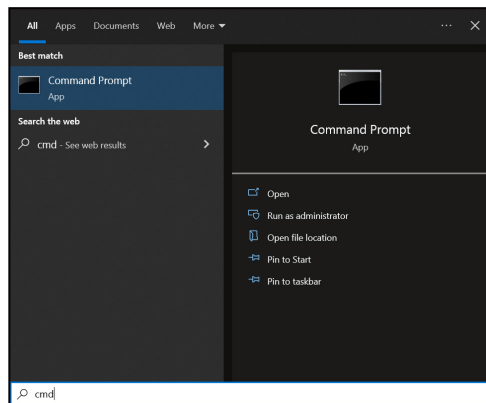 All Apps Documents Web More
Best match
Command Prompt
App
Search the web
cmd - See web results
Command Prompt
App
Open
Run as administrator
Open file location
Pin to Start
Pin to taskbar
cmd